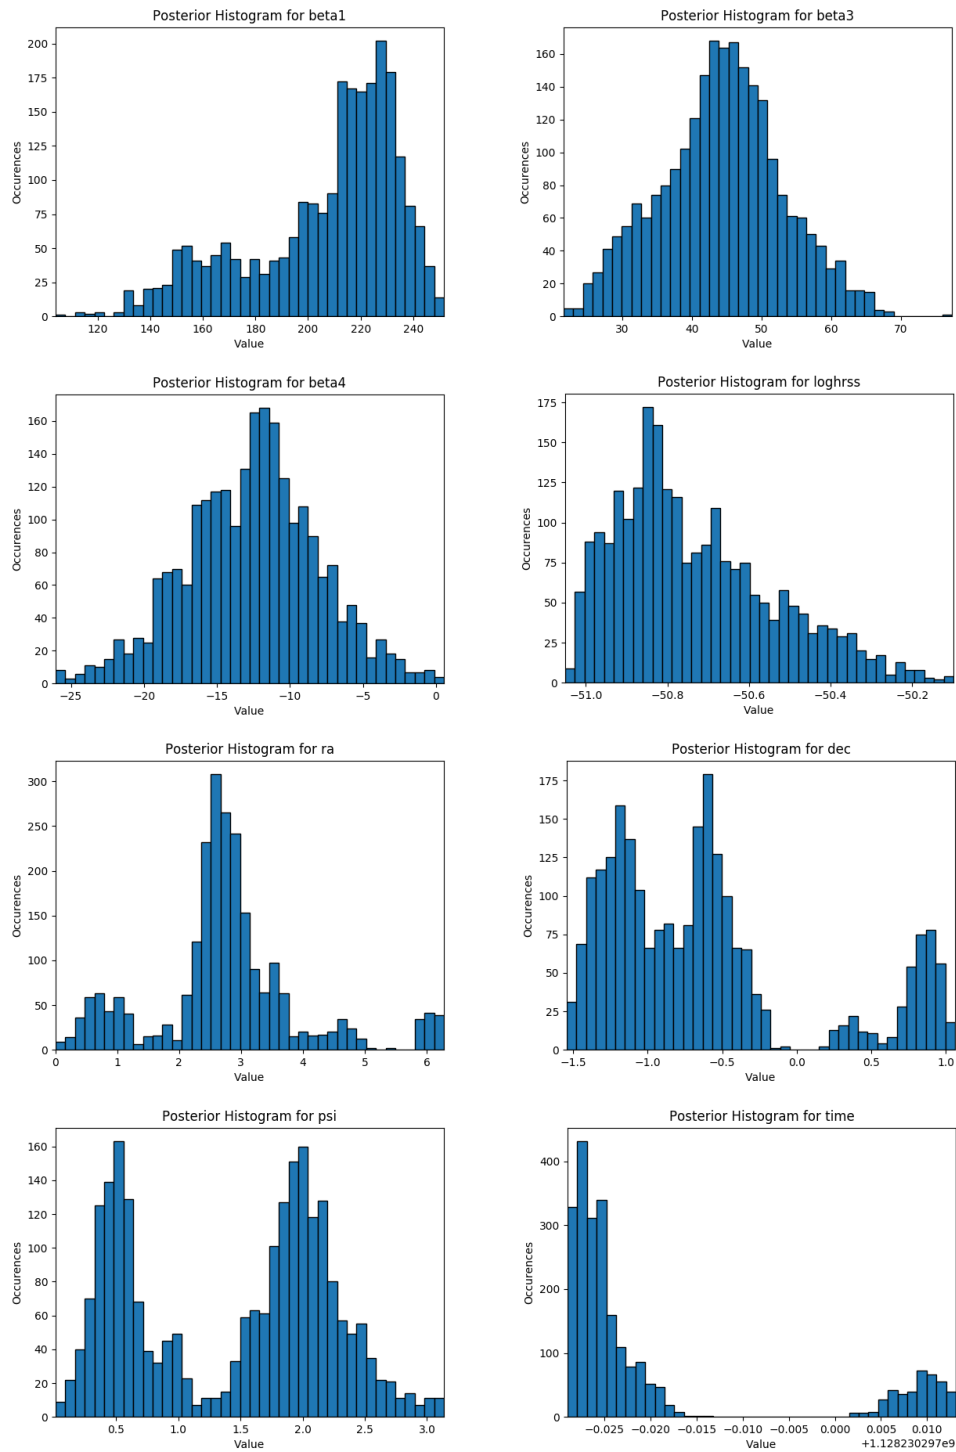 Posterior Histogram for beta1
Occurences
200
175
150
125
100
75
50
25
0
120 140 160 180 200 220 240
Value
Posterior Histogram for beta3
Occurences
160
140
120
100
80
60
40
20
0
30 40 50 60 70
Value
Posterior Histogram for beta4
Occurences
160
140
120
100
80
60
40
20
0
−25 −20 −15 −10 −5 0
Value
Posterior Histogram for loghrss
Occurences
175
150
125
100
75
50
25
0
−51.0 −50.8 −50.6 −50.4 −50.2
Value
Posterior Histogram for ra
Occurences
300
250
200
150
100
50
0
0 1 2 3 4 5 6
Value
Posterior Histogram for dec
Occurences
175
150
125
100
75
50
25
0
−1.5 −1.0 −0.5 0.0 0.5 1.0
Value
Posterior Histogram for psi
Occurences
160
140
120
100
80
60
40
20
0
0.5 1.0 1.5 2.0 2.5 3.0
Value
Posterior Histogram for time
Occurences
400
300
200
100
0
−0.025 −0.020 −0.015 −0.010 −0.005 0.000 0.005 0.010
Value
+1.128230297e9